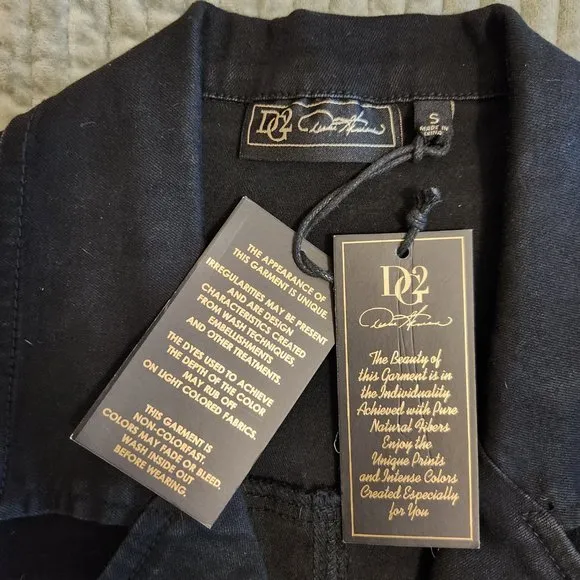 DG2
Diane Gilman
S
MADE IN
CHINA
THE APPEARANCE OF
THIS GARMENT IS UNIQUE.
IRREGULARITIES MAY BE PRESENT
AND ARE DESIGN
CHARACTERISTICS CREATED
FROM WASH TECHNIQUES,
EMBELLISHMENTS
AND OTHER TREATMENTS.
THE DYES USED TO ACHIEVE
THE DEPTH OF THE COLOR
MAY RUB OFF
ON LIGHT COLORED FABRICS.
THIS GARMENT IS
NON-COLORFAST.
COLORS MAY FADE OR BLEED.
WASH INSIDE OUT
BEFORE WEARING.
DG2
Diane Gilman
The Beauty of
this Garment is in
the Individuality
Achieved with Pure
Natural Fibers
Enjoy the
Unique Prints
and Intense Colors
Created Especially
for You